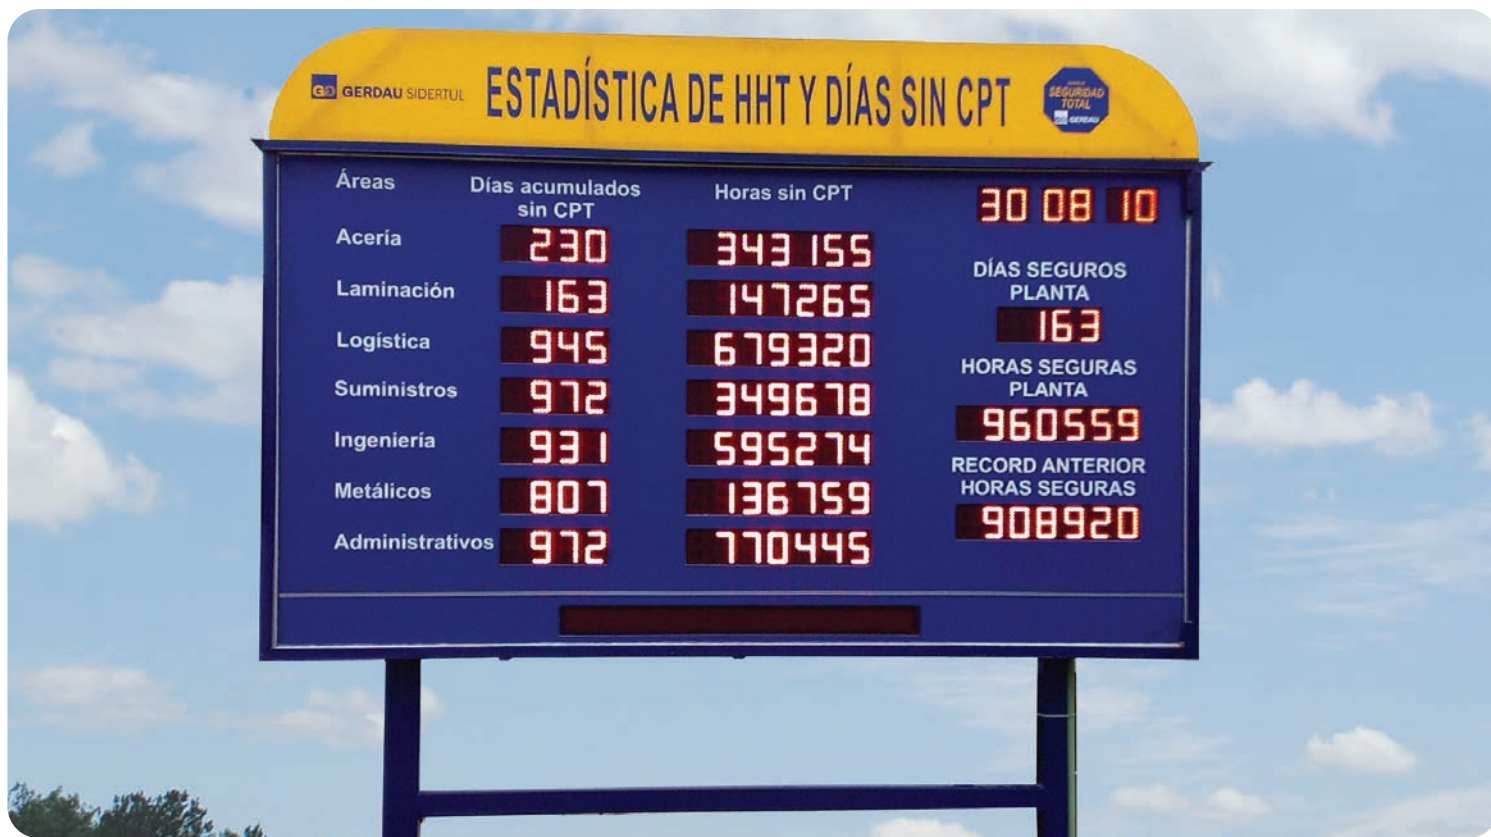 GERDAU SIDERTUL
ESTADÍSTICA DE HHT Y DÍAS SIN CPT
SEGURIDAD
TOTAL
GERDAU
Áreas
Días acumulados
sin CPT
Horas sin CPT
30 08 10
Acería 230 343155
Laminación 163 147265
Logística 945 679320
Suministros 972 349678
Ingeniería 931 595274
Metálicos 807 136759
Administrativos 972 770445
DÍAS SEGUROS
PLANTA
163
HORAS SEGURAS
PLANTA
960559
RECORD ANTERIOR
HORAS SEGURAS
908920